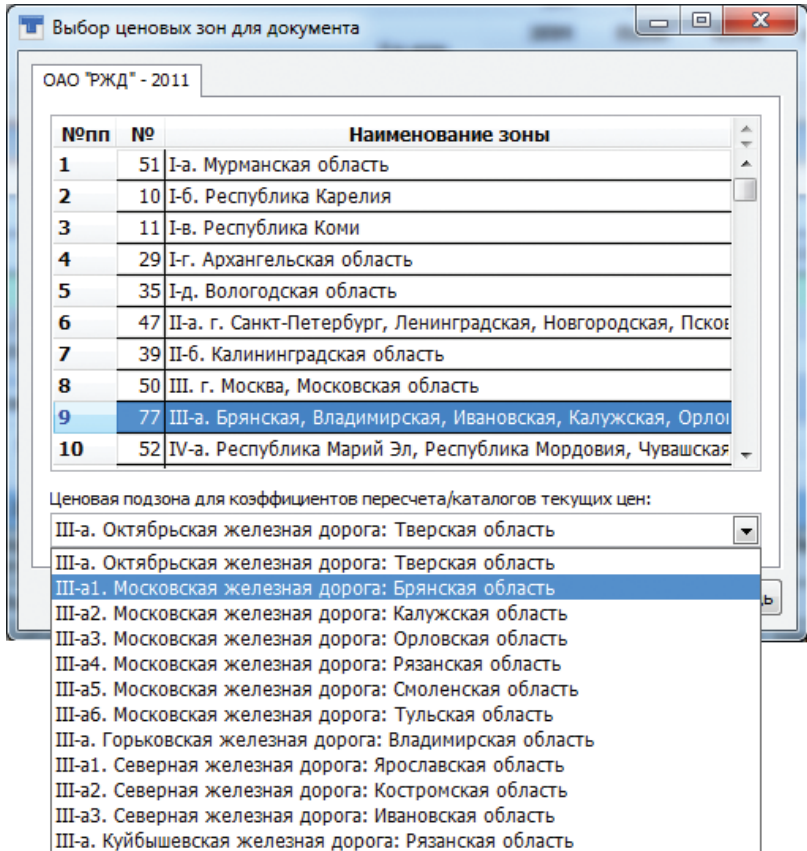 Выбор ценовых зон для документа
ОАО "РЖД" - 2011
№пп № Наименование зоны
1 51 I-а. Мурманская область
2 10 I-б. Республика Карелия
3 11 I-в. Республика Коми
4 29 I-г. Архангельская область
5 35 I-д. Вологодская область
6 47 II-а. г. Санкт-Петербург, Ленинградская, Новгородская, Псков
7 39 II-б. Калининградская область
8 50 III. г. Москва, Московская область
9 77 III-а. Брянская, Владимирская, Ивановская, Калужская, Орлов
10 52 IV-а. Республика Марий Эл, Республика Мордовия, Чувашская
Ценовая подзона для коэффициентов пересчета/каталогов текущих цен:
III-а. Октябрьская железная дорога: Тверская область
III-а. Октябрьская железная дорога: Тверская область
III-а1. Московская железная дорога: Брянская область
III-а2. Московская железная дорога: Калужская область
III-а3. Московская железная дорога: Орловская область
III-а4. Московская железная дорога: Рязанская область
III-а5. Московская железная дорога: Смоленская область
III-а6. Московская железная дорога: Тульская область
III-а. Горьковская железная дорога: Владимирская область
III-а1. Северная железная дорога: Ярославская область
III-а2. Северная железная дорога: Костромская область
III-а3. Северная железная дорога: Ивановская область
III-а. Куйбышевская железная дорога: Рязанская область